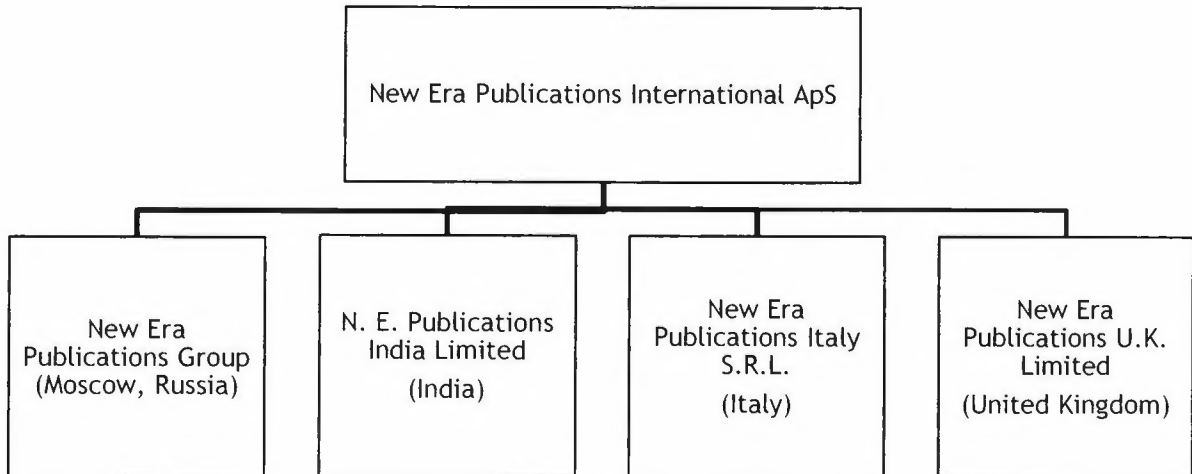 New Era Publications International ApS
New Era
Publications Group
(Moscow, Russia)
N. E. Publications
India Limited
(India)
New Era
Publications Italy
S.R.L.
(Italy)
New Era
Publications U.K.
Limited
(United Kingdom)